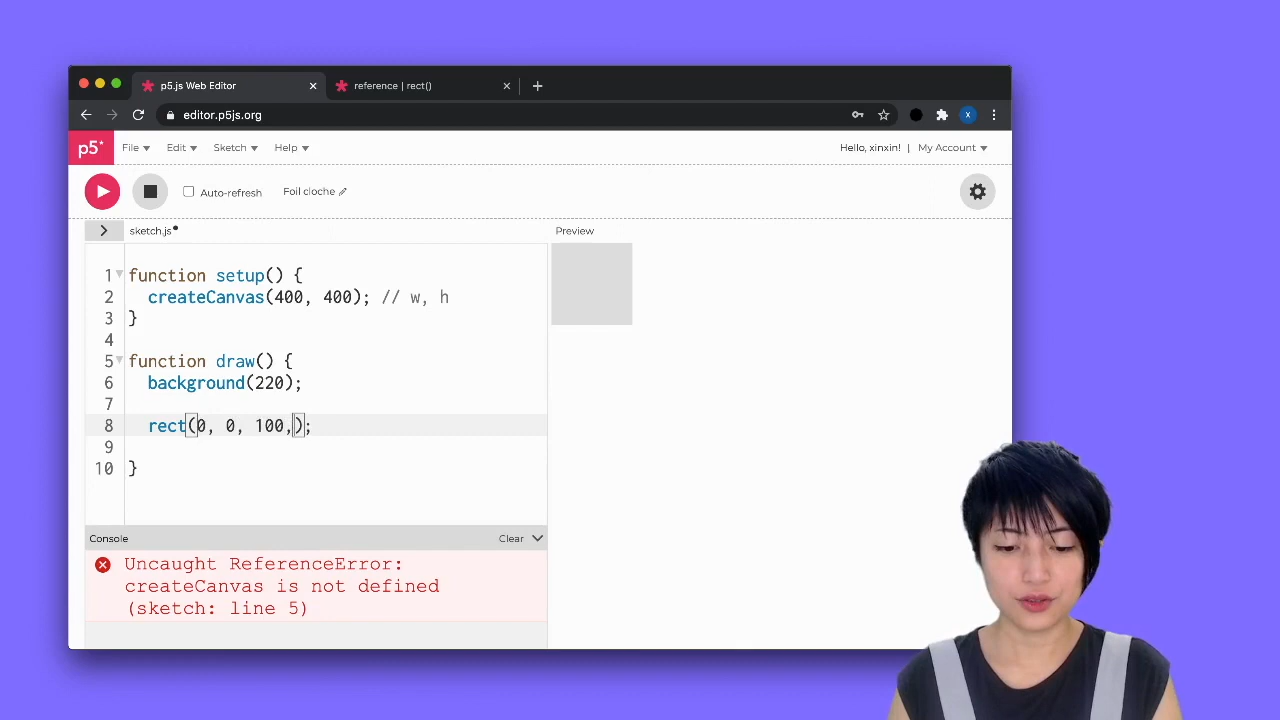 p5.js Web Editor
reference | rect()
editor.p5js.org
X
p5*
File
Edit
Sketch
Help
Hello, xinxin!
|
My Account
Auto-refresh
Foil cloche
sketch.js
Preview
1 function setup() {
2 createCanvas(400, 400); // w, h
3 }
4
5 function draw() {
6 background(220);
7
8 rect(0, 0, 100,);
9
10 }
Console
Clear
Uncaught ReferenceError:
createCanvas is not defined
(sketch: line 5)